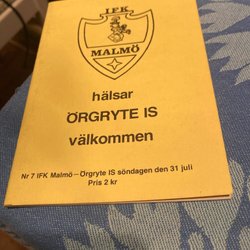 IFK
MALMÖ
hälsar
ÖRGRYTE IS
välkommen
Nr 7 IFK Malmö – Örgryte IS söndagen den 31 juli
Pris 2 kr